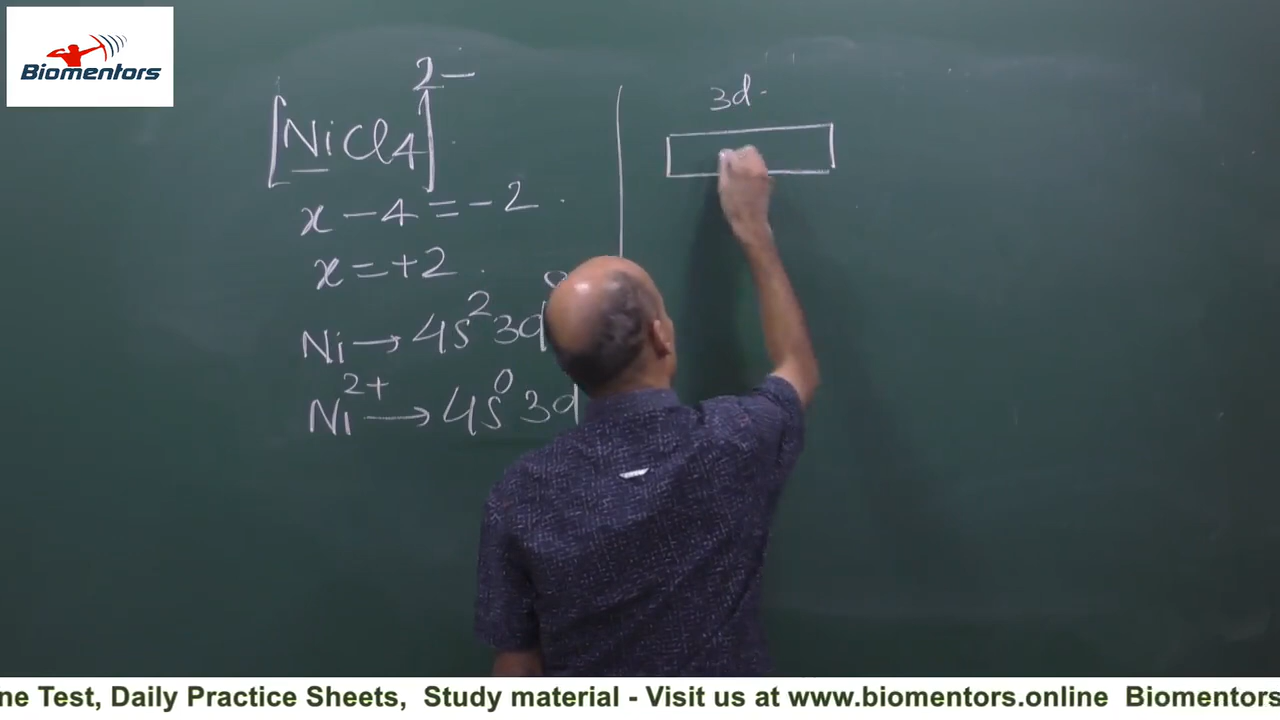 Biomentors
[NiCl4]2-
x - 4 = -2
x = +2
Ni → 4s2 3d
Ni2+ → 4s0 3d
3d
ne Test, Daily Practice Sheets, Study material - Visit us at www.biomentors.online Biomentors